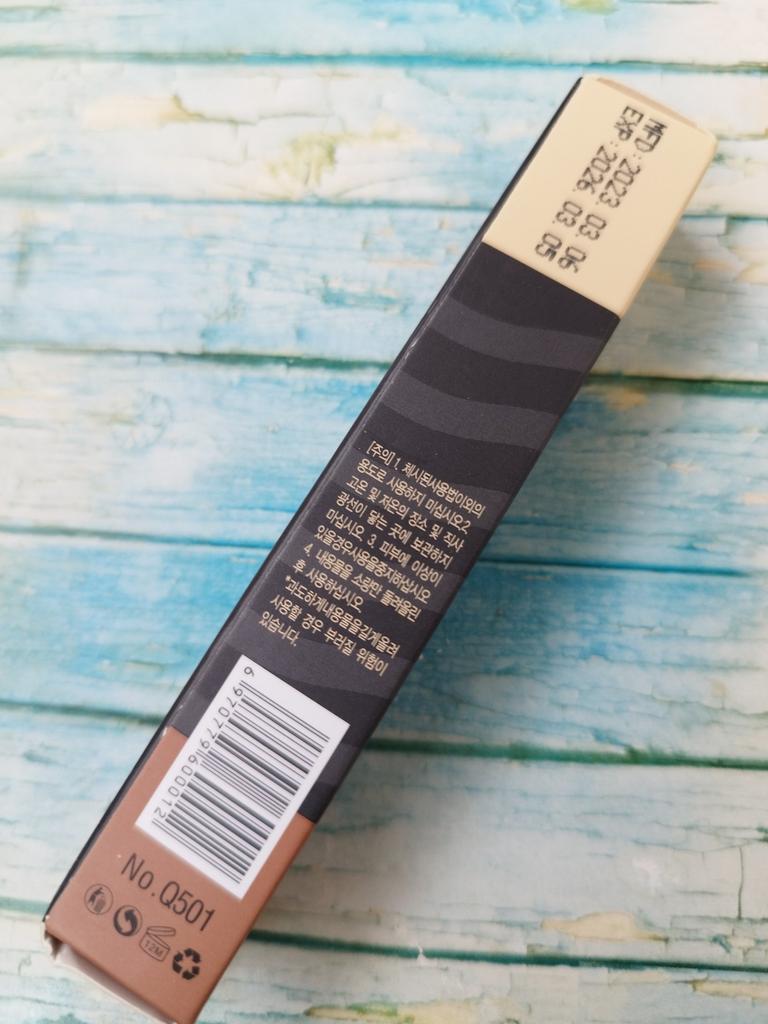 MFD : 2023. 03. 06
EXP : 2026. 03. 05
[주의] 1. 제시된사용법이외의
용도로 사용하지 마십시오.2.
고온 및 저온의 장소 및 직사
광선이 닿는 곳에 보관하지
마십시오. 3. 피부에 이상이
있을경우사용을중지하십시오
4. 내용물을 소량만 돌려올린
후 사용하십시오.
*과도하게내용물을길게올려
사용할 경우 부러질 위험이
있습니다.
6 970779 600012
No.Q501
12M